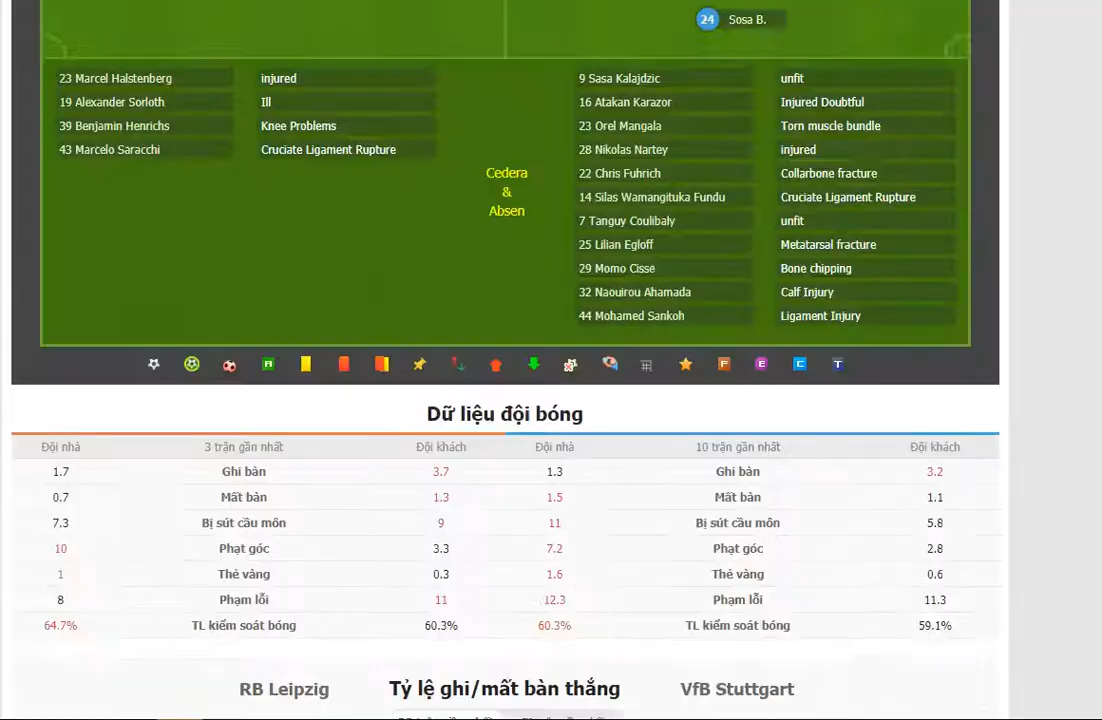 24 Sosa B.
23 Marcel Halstenberg injured
19 Alexander Sorloth Ill
39 Benjamin Henrichs Knee Problems
43 Marcelo Saracchi Cruciate Ligament Rupture
Cedera
&
Absen
9 Sasa Kalajdzic unfit
16 Atakan Karazor Injured Doubtful
23 Orel Mangala Torn muscle bundle
28 Nikolas Nartey injured
22 Chris Fuhrich Collarbone fracture
14 Silas Wamangituka Fundu Cruciate Ligament Rupture
7 Tanguy Coulibaly unfit
25 Lilian Egloff Metatarsal fracture
29 Momo Cisse Bone chipping
32 Naouirou Ahamada Calf Injury
44 Mohamed Sankoh Ligament Injury
A F E C T
Dữ liệu đội bóng
Đội nhà 3 trận gần nhất Đội khách Đội nhà 10 trận gần nhất Đội khách
1.7 Ghi bàn 3.7 1.3 Ghi bàn 3.2
0.7 Mất bàn 1.3 1.5 Mất bàn 1.1
7.3 Bị sút cầu môn 9 11 Bị sút cầu môn 5.8
10 Phạt góc 3.3 7.2 Phạt góc 2.8
1 Thẻ vàng 0.3 1.6 Thẻ vàng 0.6
8 Phạm lỗi 11 12.3 Phạm lỗi 11.3
64.7% TL kiểm soát bóng 60.3% 60.3% TL kiểm soát bóng 59.1%
RB Leipzig Tỷ lệ ghi/mất bàn thắng VfB Stuttgart